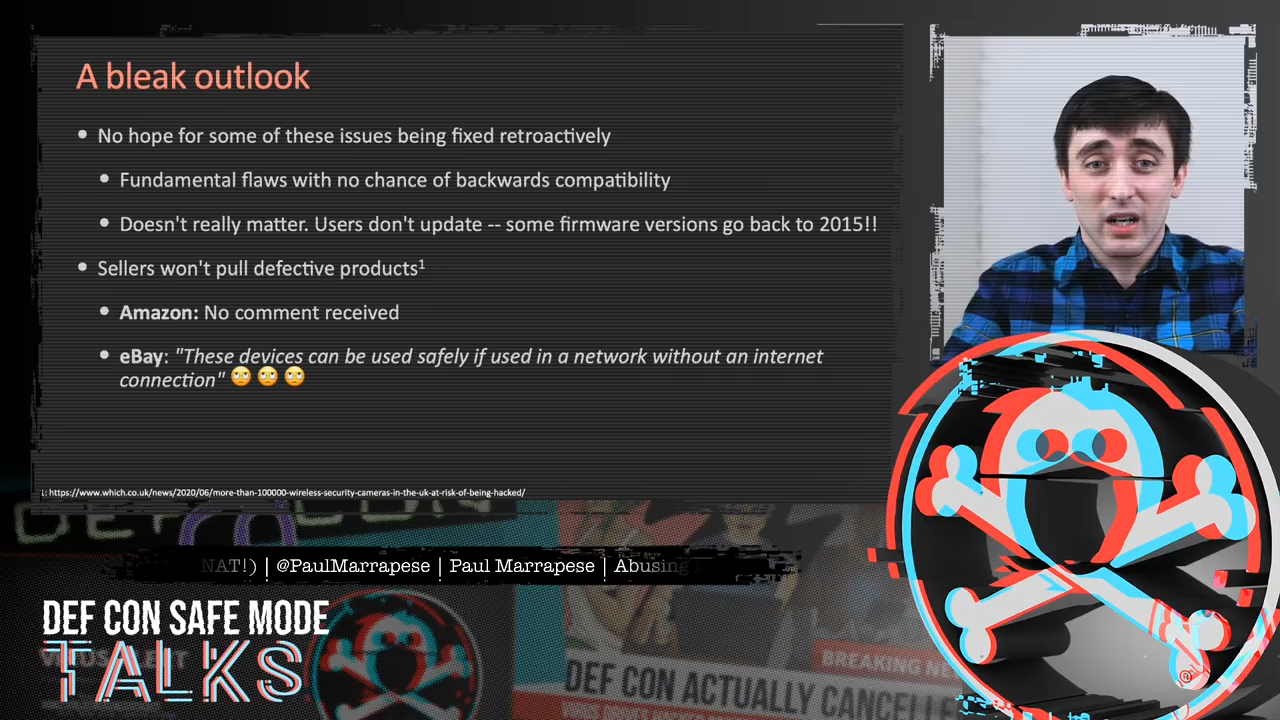 A bleak outlook
• No hope for some of these issues being fixed retroactively
• Fundamental flaws with no chance of backwards compatibility
• Doesn't really matter. Users don't update -- some firmware versions go back to 2015!!
• Sellers won't pull defective products¹
• Amazon: No comment received
• eBay: "These devices can be used safely if used in a network without an internet
connection" 🙄 🙄 🙄
1: https://www.which.co.uk/news/2020/06/more-than-100000-wireless-security-cameras-in-the-uk-at-risk-of-being-hacked/
DEF CON
NAT!) | @PaulMarrapese | Paul Marrapese | Abusing
DEF CON SAFE MODE
TALKS
BREAKING NE
DEF CON ACTUALLY CANCELLE